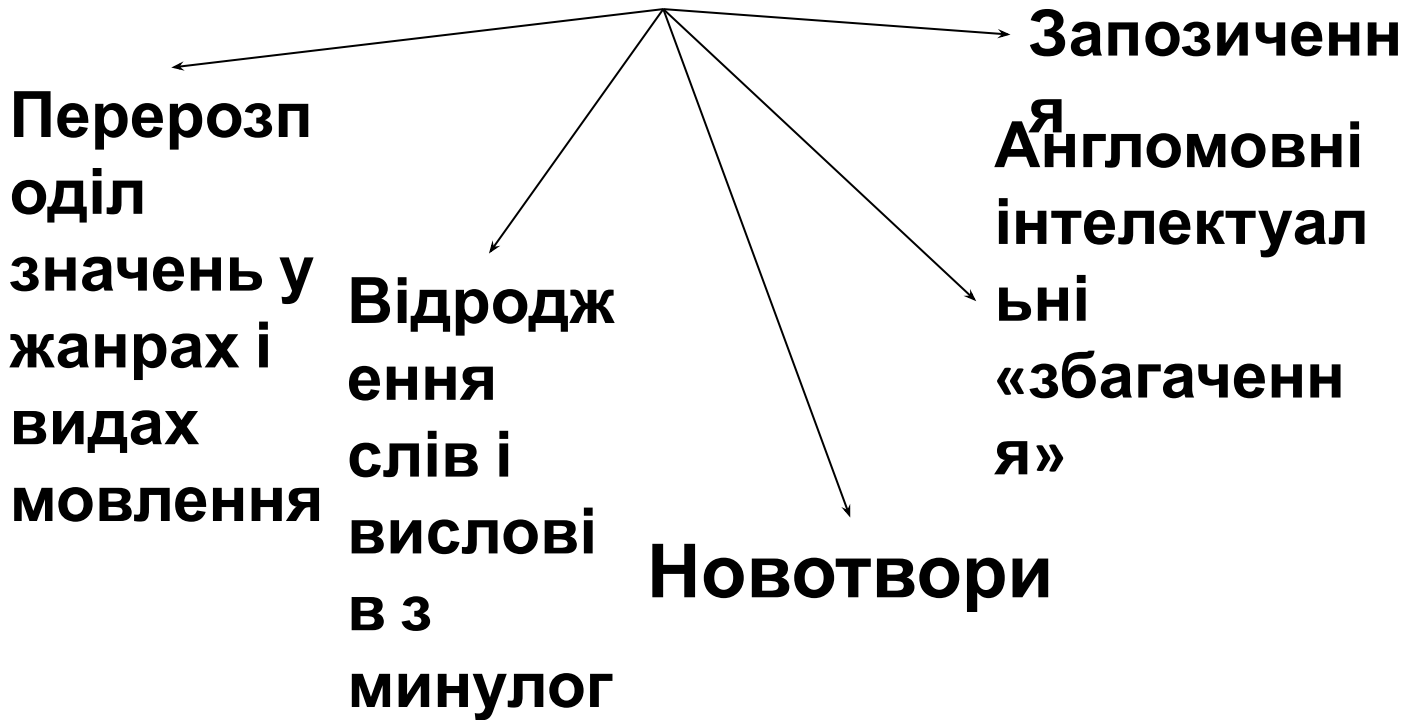 Перерозп
оділ
значень у
жанрах і
видах
мовлення
Відродж
ення
слів і
вислові
в з
минулог
Новотвори
Запозиченн
я
Англомовні
інтелектуал
ьні
«збагаченн
я»